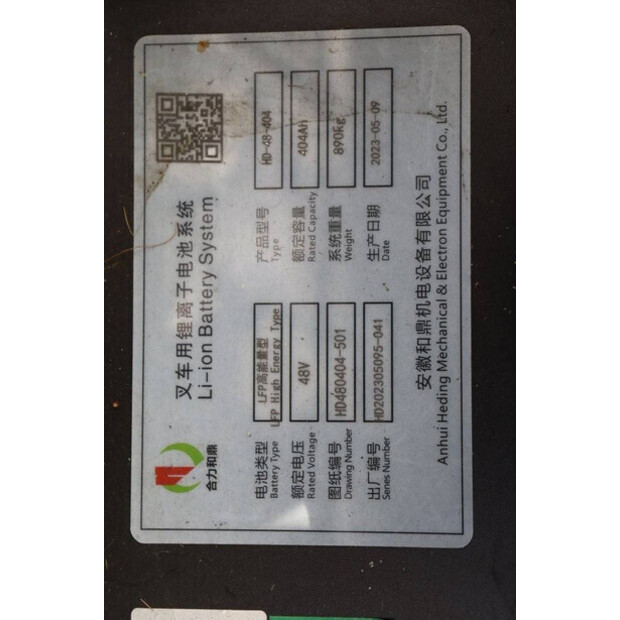 合力和鼎
叉车用锂离子电池系统
Li-ion Battery System
电池类型 LFP高能量型 产品型号 HD-48-404
Battery Type LFP High Energy Type Type
额定电压 48V 额定容量 404Ah
Rated Voltage Rated Capacity
图纸编号 HD480404-501 系统重量 890kg
Drawing Number Weight
出厂编号 HD202305095-041 生产日期 2023-05-09
Series Number Date
安徽和鼎机电设备有限公司
Anhui Heding Mechanical & Electron Equipment Co., Ltd.